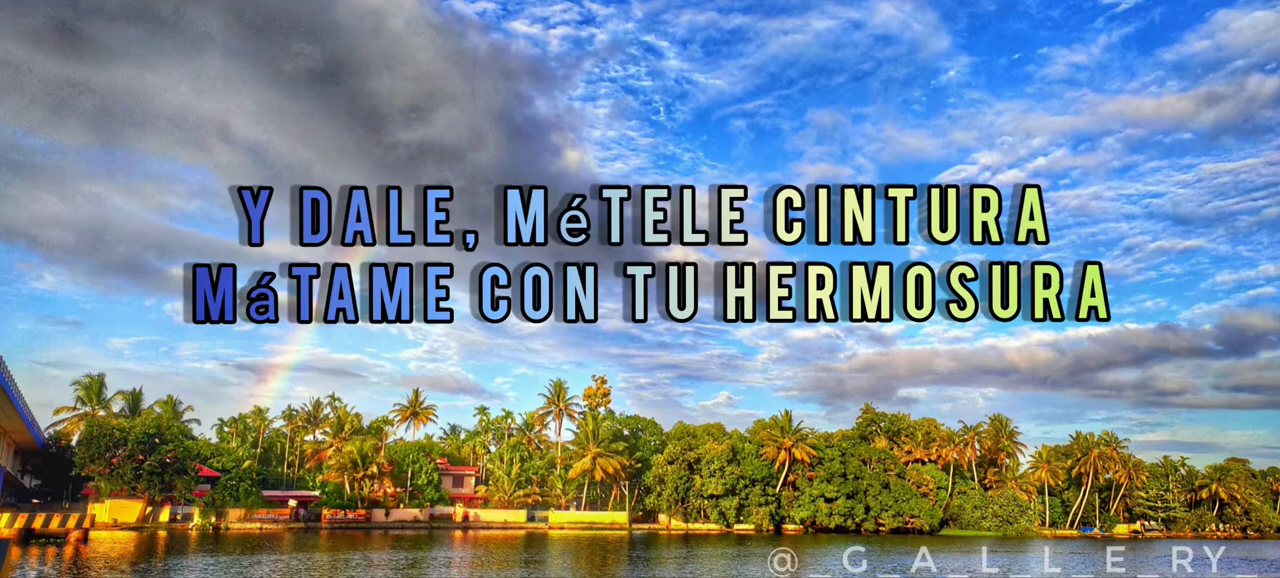 Y DALE, MéTELE CINTURA
MáTAME CON TU HERMOSURA
@_G_A_L_L_E_RY_